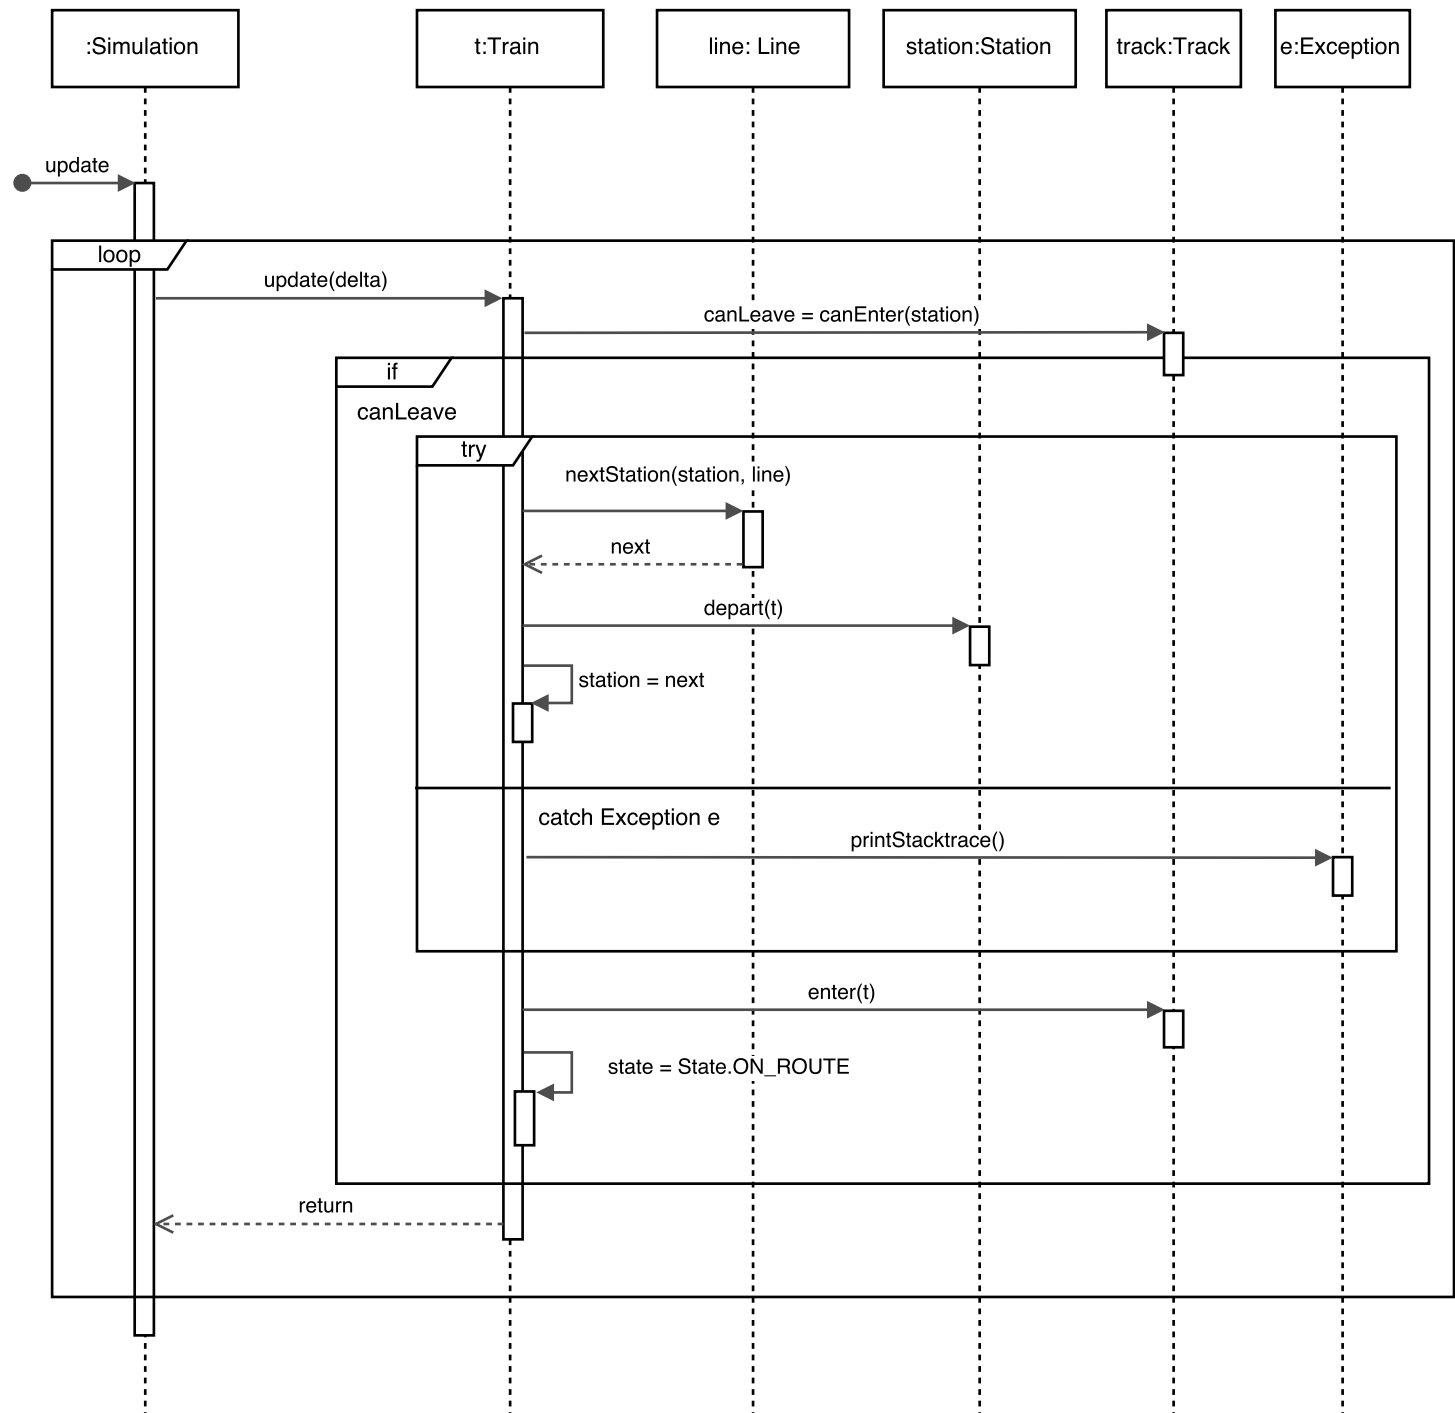 :Simulation
t:Train
line: Line
station:Station
track:Track
e:Exception
update
loop
update(delta)
canLeave = canEnter(station)
if
canLeave
try
nextStation(station, line)
next
depart(t)
station = next
catch Exception e
printStacktrace()
enter(t)
state = State.ON_ROUTE
return